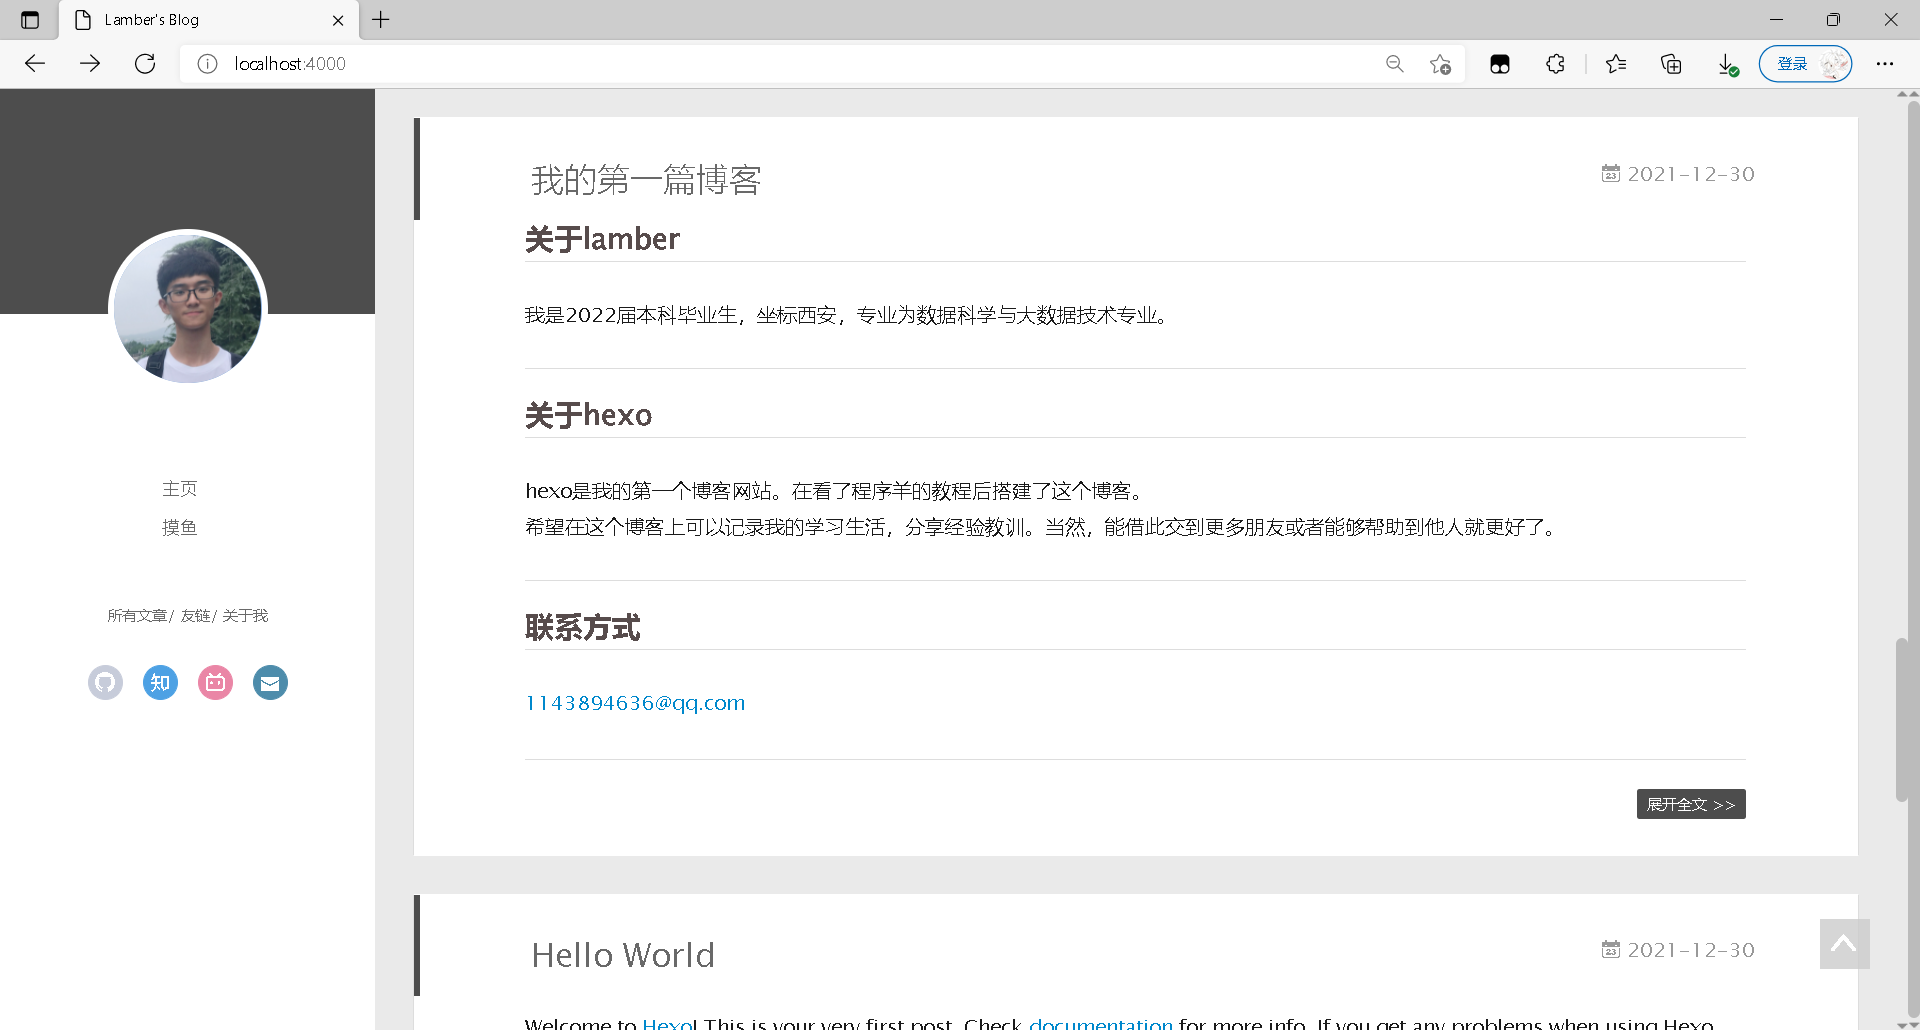 Lamber's Blog
localhost:4000
登录
主页
摸鱼
所有文章/ 友链/ 关于我
知
我的第一篇博客
2021-12-30
关于lamber
我是2022届本科毕业生，坐标西安，专业为数据科学与大数据技术专业。
关于hexo
hexo是我的第一个博客网站。在看了程序羊的教程后搭建了这个博客。
希望在这个博客上可以记录我的学习生活，分享经验教训。当然，能借此交到更多朋友或者能够帮助到他人就更好了。
联系方式
1143894636@qq.com
展开全文 >>
Hello World
2021-12-30
Welcome to Hexo! This is your very first post. Check documentation for more info. If you get any problems when using Hexo,